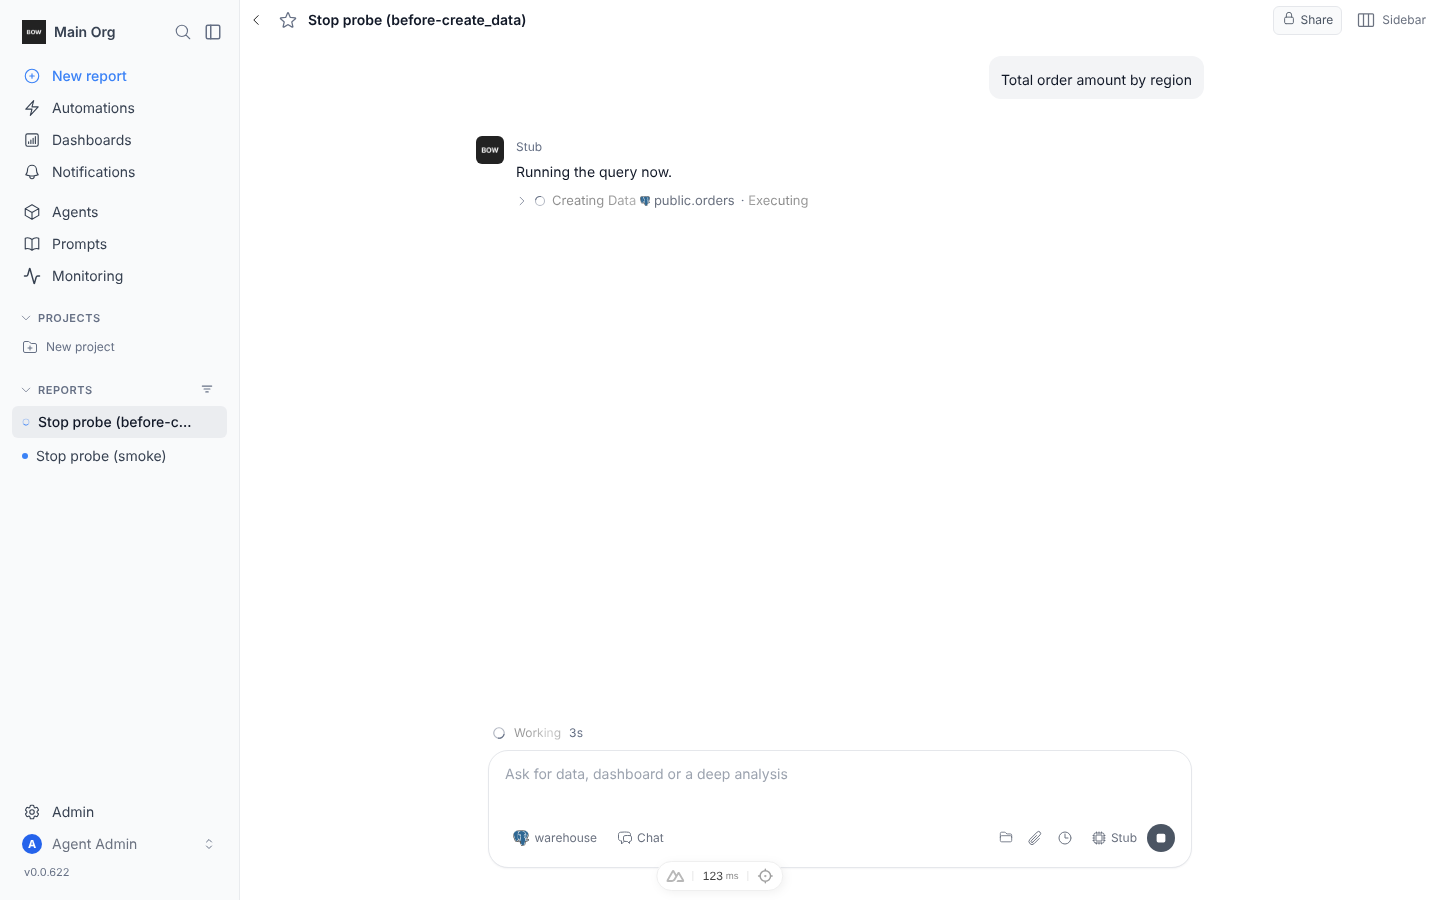 BOW Main Org
New report
Automations
Dashboards
Notifications
Agents
Prompts
Monitoring
PROJECTS
New project
REPORTS
Stop probe (before-c...
Stop probe (smoke)
Admin
A Agent Admin
v0.0.622
Stop probe (before-create_data)
Share
Sidebar
Total order amount by region
BOW Stub
Running the query now.
Creating Data public.orders · Executing
Working 3s
Ask for data, dashboard or a deep analysis
warehouse Chat Stub
123 ms